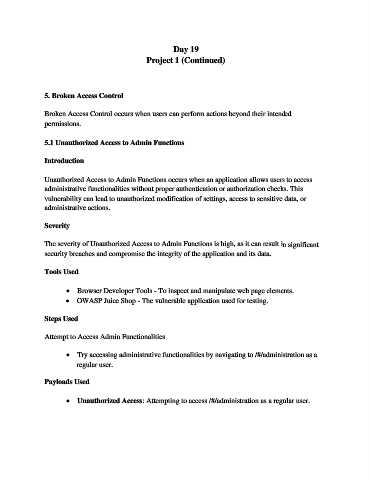 Day 19
Project 1 (Continued)
5. Broken Access Control
Broken Access Control occurs when users can perform actions beyond their intended
permissions.
5.1 Unauthorized Access to Admin Functions
Introduction
Unauthorized Access to Admin Functions occurs when an application allows users to access
administrative functionalities without proper authentication or authorization checks. This
vulnerability can lead to unauthorized modification of settings, access to sensitive data, or
administrative actions.
Severity
The severity of Unauthorized Access to Admin Functions is high, as it can result in significant
security breaches and compromise the integrity of the application and its data.
Tools Used
• Browser Developer Tools - To inspect and manipulate web page elements.
• OWASP Juice Shop - The vulnerable application used for testing.
Steps Used
Attempt to Access Admin Functionalities
• Try accessing administrative functionalities by navigating to /#/administration as a
regular user.
Payloads Used
• Unauthorized Access: Attempting to access /#/administration as a regular user.